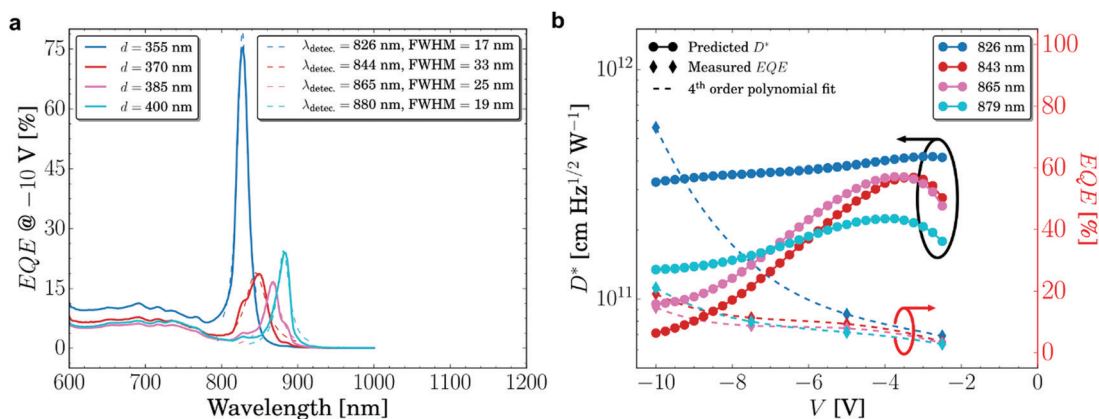 a
EQE @ −10 V [%]
90
75
60
45
30
15
0
d = 355 nm
d = 370 nm
d = 385 nm
d = 400 nm
λdetec. = 826 nm, FWHM = 17 nm
λdetec. = 844 nm, FWHM = 33 nm
λdetec. = 865 nm, FWHM = 25 nm
λdetec. = 880 nm, FWHM = 19 nm
600 700 800 900 1000 1100 1200
Wavelength [nm]
b
D* [cm Hz1/2 W−1]
10¹²
10¹¹
Predicted D*
Measured EQE
4th order polynomial fit
826 nm
843 nm
865 nm
879 nm
100
80
60
40
20
0
EQE [%]
−10 −8 −6 −4 −2 0
V [V]